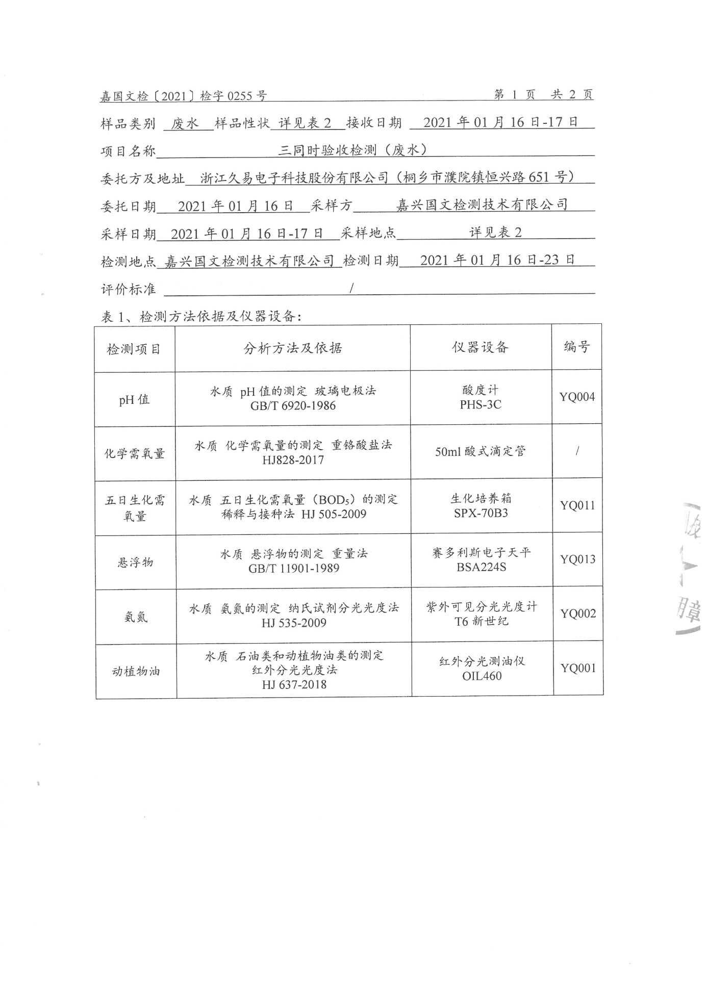 嘉国文检〔2021〕检字 0255 号 第 1 页 共 2 页
样品类别 废水 样品性状 详见表 2 接收日期 2021 年 01 月 16 日-17 日
项目名称 三同时验收检测（废水）
委托方及地址 浙江久易电子科技股份有限公司（桐乡市濮院镇恒兴路 651 号）
委托日期 2021 年 01 月 16 日 采样方 嘉兴国文检测技术有限公司
采样日期 2021 年 01 月 16 日-17 日 采样地点 详见表 2
检测地点 嘉兴国文检测技术有限公司 检测日期 2021 年 01 月 16 日-23 日
评价标准 /
表 1、检测方法依据及仪器设备：
检测项目 分析方法及依据 仪器设备 编号
pH 值 水质 pH 值的测定 玻璃电极法 酸度计 YQ004
GB/T 6920-1986 PHS-3C
化学需氧量 水质 化学需氧量的测定 重铬酸盐法 50ml 酸式滴定管 /
HJ828-2017
五日生化需 水质 五日生化需氧量（BOD₅）的测定 生化培养箱 YQ011
氧量 稀释与接种法 HJ 505-2009 SPX-70B3
悬浮物 水质 悬浮物的测定 重量法 赛多利斯电子天平 YQ013
GB/T 11901-1989 BSA224S
氨氮 水质 氨氮的测定 纳氏试剂分光光度法 紫外可见分光光度计 YQ002
HJ 535-2009 T6 新世纪
动植物油 水质 石油类和动植物油类的测定 红外分光测油仪 YQ001
红外分光光度法 OIL460
HJ 637-2018